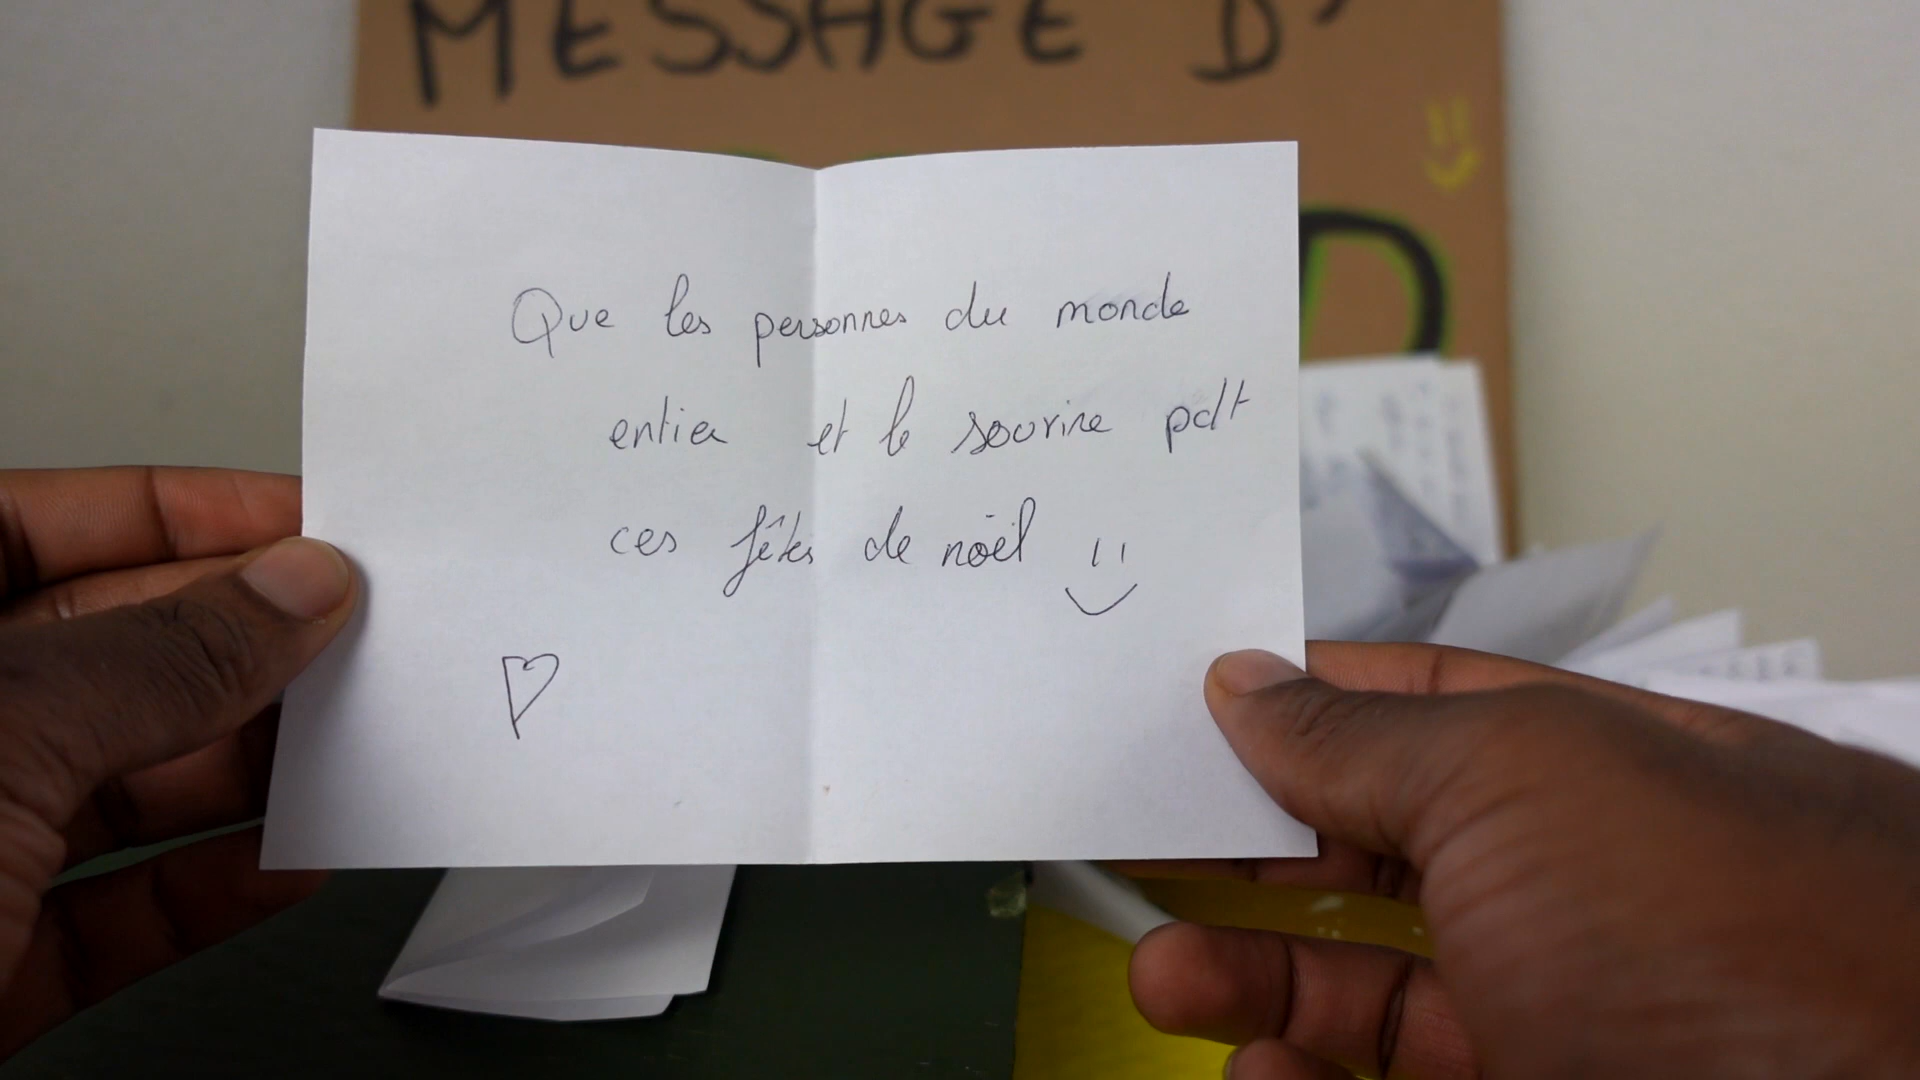 MESSAGE D'
D
Que les personnes du monde
entier et le sourire pdt
ces fêtes de noël